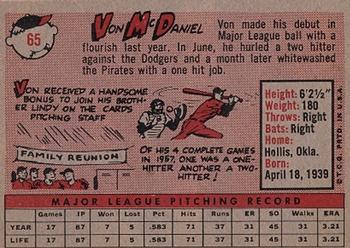 65
VON MCDANIEL
Von made his debut in
Major League ball with a
flourish last year. In June, he hurled a two hitter
against the Dodgers and a month later whitewashed
the Pirates with a one hit job.
VON RECEIVED A HANDSOME
BONUS TO JOIN HIS BROTH-
ER LINDY ON THE CARDS
PITCHING STAFF
FAMILY REUNION
OF HIS 4 COMPLETE GAMES IN
1957, ONE WAS A ONE-
HITTER ANOTHER A TWO-
HITTER!
Height: 6'2½"
Weight: 180
Throws: Right
Bats: Right
Home:
Hollis, Okla.
Born:
April 18, 1939
© T.C.G. PRTD. IN U.S.A.
MAJOR LEAGUE PITCHING RECORD
Games IP Won Lost Pct. Hits Runs ER SO Walks ERA
YEAR 17 87 7 5 .583 71 37 31 45 31 3.21
LIFE 17 87 7 5 .583 71 37 31 45 31 3.21